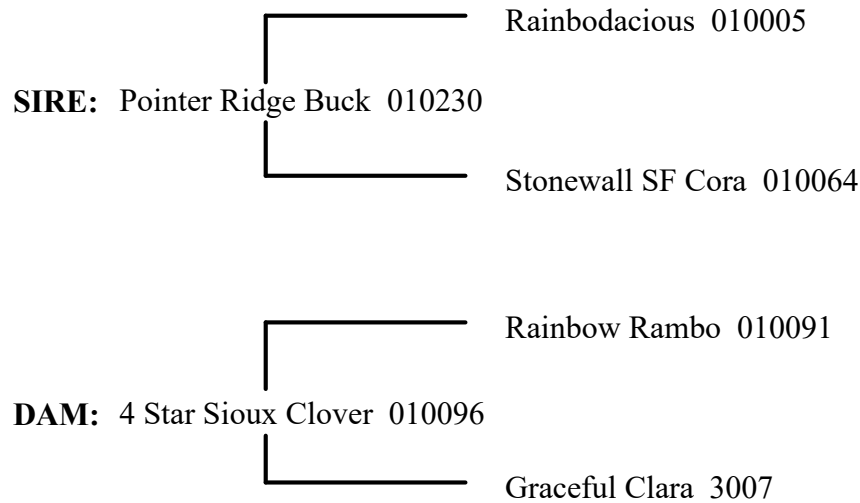 Rainbodacious 010005
SIRE: Pointer Ridge Buck 010230
Stonewall SF Cora 010064
Rainbow Rambo 010091
DAM: 4 Star Sioux Clover 010096
Graceful Clara 3007